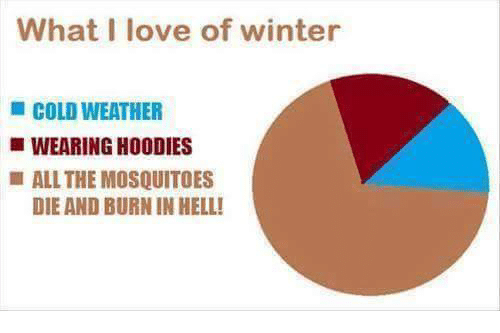 What I love of winter
COLD WEATHER
WEARING HOODIES
ALL THE MOSQUITOES
DIE AND BURN IN HELL!